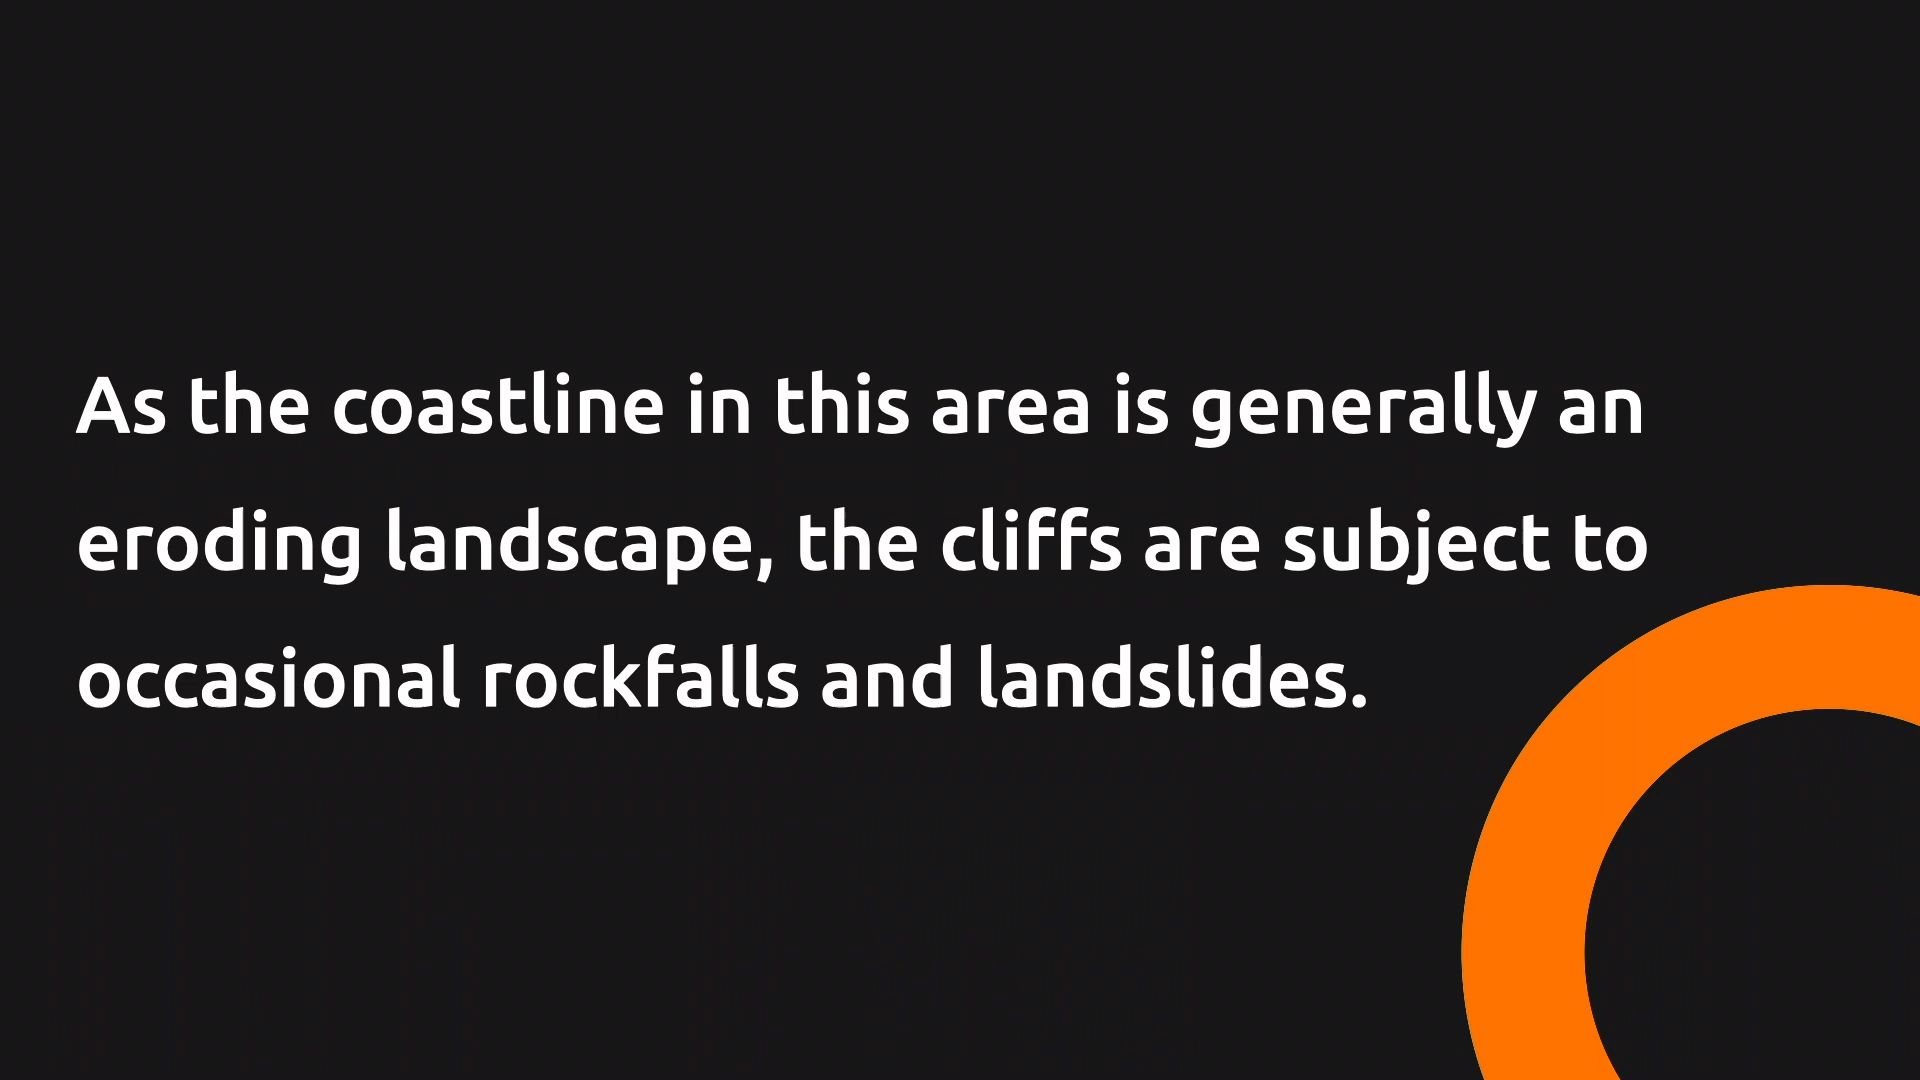 As the coastline in this area is generally an
eroding landscape, the cliffs are subject to
occasional rockfalls and landslides.